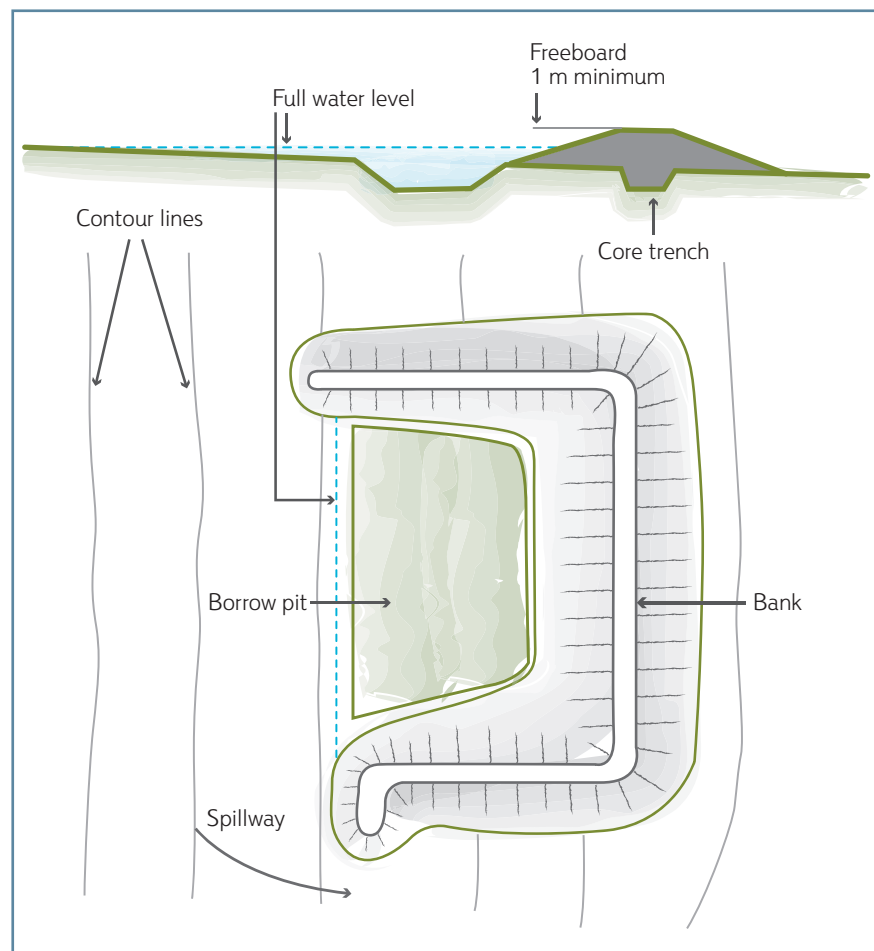 Freeboard
1 m minimum
Full water level
Contour lines
Core trench
Borrow pit
Bank
Spillway